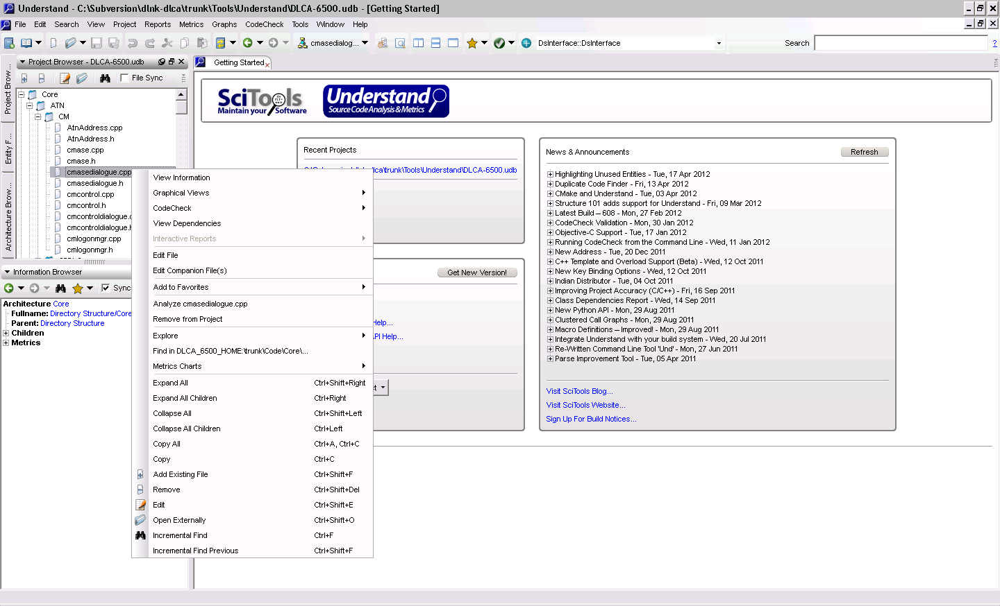 Understand - C:\Subversion\dlnk-dlca\trunk\Tools\Understand\DLCA-6500.udb - [Getting Started]
File Edit Search View Project Reports Metrics Graphs CodeCheck Tools Window Help
cmasedialog... DsInterface::DsInterface Search ?
Project Brow...
Entity F...
Architecture Brow...
Project Browser - DLCA-6500.udb
File Sync
Core
ATN
CM
AtnAddress.cpp
AtnAddress.h
cmase.cpp
cmase.h
cmasedialogue.cpp
cmasedialogue.h
cmcontrol.cpp
cmcontrol.h
cmcontroldialogue.c
cmcontroldialogue.h
cmlogonmgr.cpp
cmlogonmgr.h
Information Browser
Sync
Architecture Core
Fullname: Directory Structure/Core
Parent: Directory Structure
Children
Metrics
View Information
Graphical Views
CodeCheck
View Dependencies
Interactive Reports
Edit File
Edit Companion File(s)
Add to Favorites
Analyze cmasedialogue.cpp
Remove from Project
Explore
Find in DLCA_6500_HOME:\trunk\Code\Core\...
Metrics Charts
Expand All Ctrl+Shift+Right
Expand All Children Ctrl+Right
Collapse All Ctrl+Shift+Left
Collapse All Children Ctrl+Left
Copy All Ctrl+A, Ctrl+C
Copy Ctrl+C
Add Existing File Ctrl+Shift+F
Remove Ctrl+Shift+Del
Edit Ctrl+Shift+E
Open Externally Ctrl+Shift+O
Incremental Find Ctrl+F
Incremental Find Previous Ctrl+Shift+F
Getting Started
SciTools
Maintain your Software
Understand
Source Code Analysis & Metrics
Recent Projects
lca\trunk\Tools\Understand\DLCA-6500.udb
Get New Version!
Help...
API Help...
News & Announcements
Refresh
Highlighting Unused Entities - Tue, 17 Apr 2012
Duplicate Code Finder - Fri, 13 Apr 2012
CMake and Understand - Tue, 03 Apr 2012
Structure 101 adds support for Understand - Fri, 09 Mar 2012
Latest Build – 608 - Mon, 27 Feb 2012
CodeCheck Validation - Mon, 30 Jan 2012
Objective-C Support - Tue, 17 Jan 2012
Running CodeCheck from the Command Line - Wed, 11 Jan 2012
New Address - Tue, 20 Dec 2011
C++ Template and Overload Support (Beta) - Wed, 12 Oct 2011
New Key Binding Options - Wed, 12 Oct 2011
Indian Distributor - Tue, 04 Oct 2011
Improving Project Accuracy (C/C++) - Fri, 16 Sep 2011
Class Dependencies Report - Wed, 14 Sep 2011
New Python API - Mon, 29 Aug 2011
Clustered Call Graphs - Mon, 29 Aug 2011
Macro Definitions – Improved! - Mon, 29 Aug 2011
Integrate Understand with your build system - Wed, 20 Jul 2011
Re-Written Command Line Tool 'Und' - Mon, 27 Jun 2011
Parse Improvement Tool - Tue, 05 Apr 2011
Visit SciTools Blog...
Visit SciTools Website...
Sign Up For Build Notices...